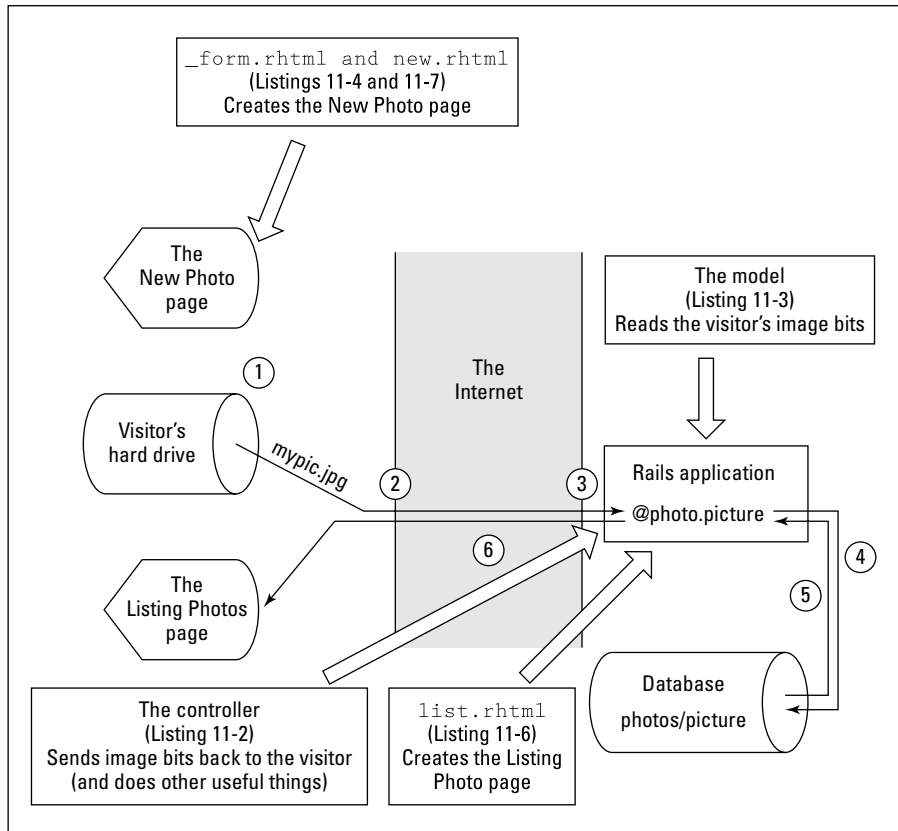 _form.rhtml and new.rhtml
(Listings 11-4 and 11-7)
Creates the New Photo page
The
New Photo
page
The model
(Listing 11-3)
Reads the visitor's image bits
The
Internet
1
Visitor's
hard drive
mypic.jpg
2
3
Rails application
@photo.picture
6
4
5
The
Listing Photos
page
Database
photos/picture
The controller
(Listing 11-2)
Sends image bits back to the visitor
(and does other useful things)
list.rhtml
(Listing 11-6)
Creates the Listing
Photo page